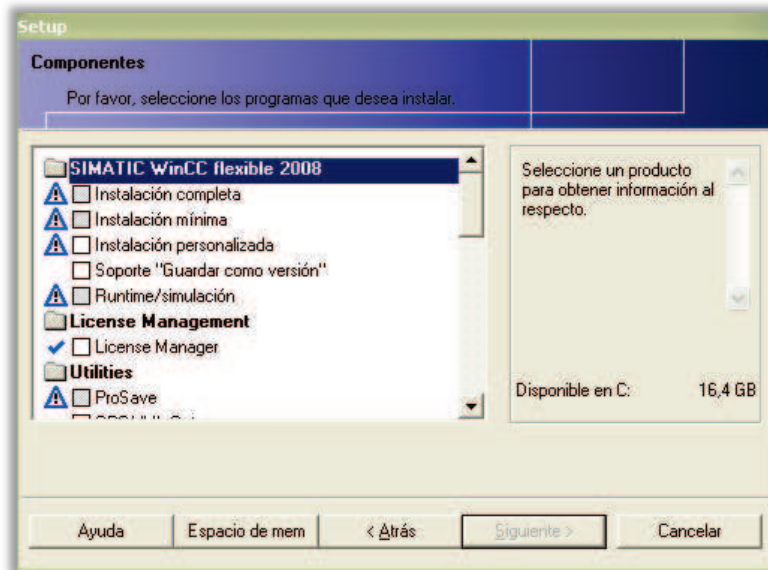 Setup
Componentes
Por favor, seleccione los programas que desea instalar.
SIMATIC WinCC flexible 2008
Instalación completa
Instalación mínima
Instalación personalizada
Soporte "Guardar como versión"
Runtime/simulación
License Management
License Manager
Utilities
ProSave
Seleccione un producto
para obtener información al
respecto.
Disponible en C: 16,4 GB
Ayuda
Espacio de mem
< Atrás
Siguiente >
Cancelar